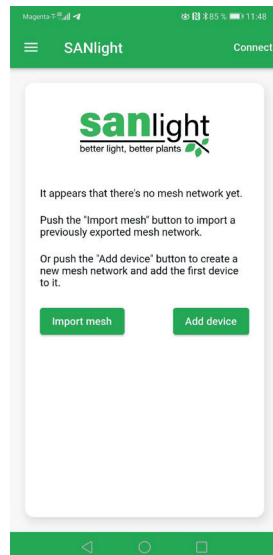 Magenta-T 85 % 11:48
SANlight Connect
sanlight
better light, better plants
It appears that there's no mesh network yet.
Push the "Import mesh" button to import a
previously exported mesh network.
Or push the "Add device" button to create a
new mesh network and add the first device
to it.
Import mesh Add device